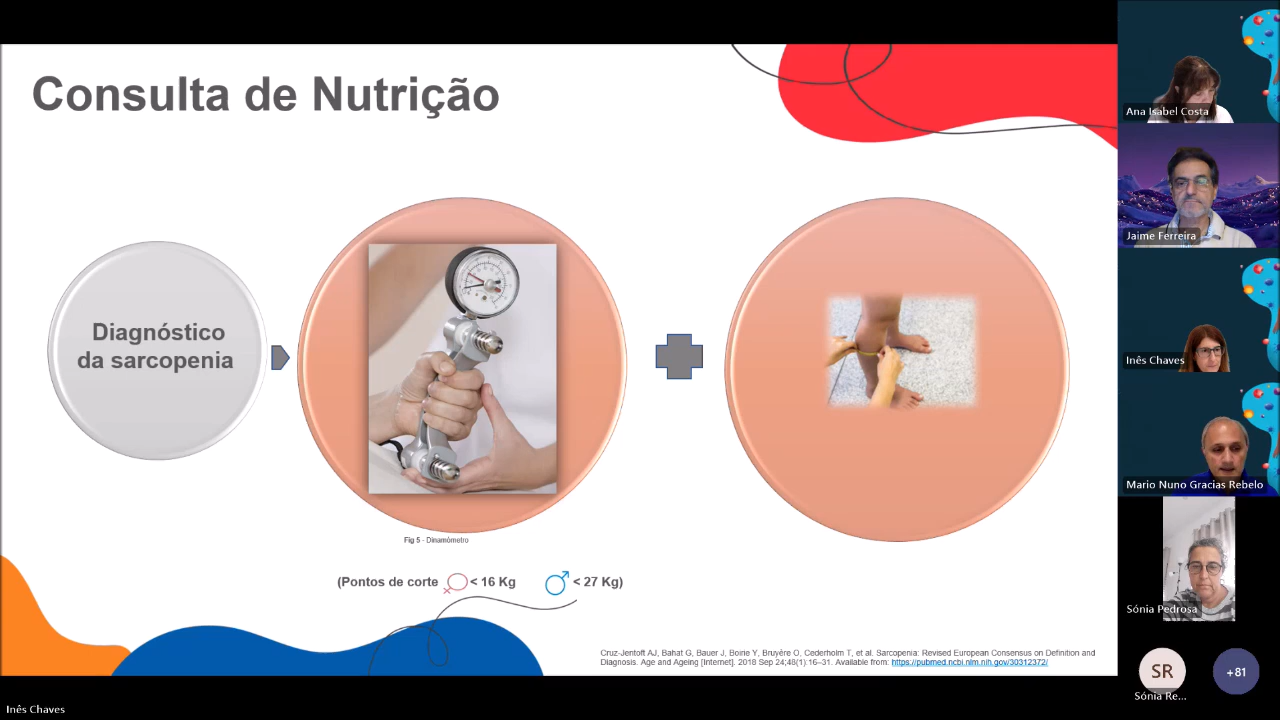 Consulta de Nutrição
Diagnóstico
da sarcopenia
Fig 5 - Dinamómetro
(Pontos de corte < 16 Kg < 27 Kg)
Cruz-Jentoft AJ, Bahat G, Bauer J, Boirie Y, Bruyère O, Cederholm T, et al. Sarcopenia: Revised European Consensus on Definition and
Diagnosis. Age and Ageing [Internet]. 2018 Sep 24;48(1):16–31. Available from: https://pubmed.ncbi.nlm.nih.gov/30312372/
Inês Chaves
Ana Isabel Costa
Jaime Ferreira
Inês Chaves
Mario Nuno Gracias Rebelo
Sónia Pedrosa
SR
Sónia Re...
+81